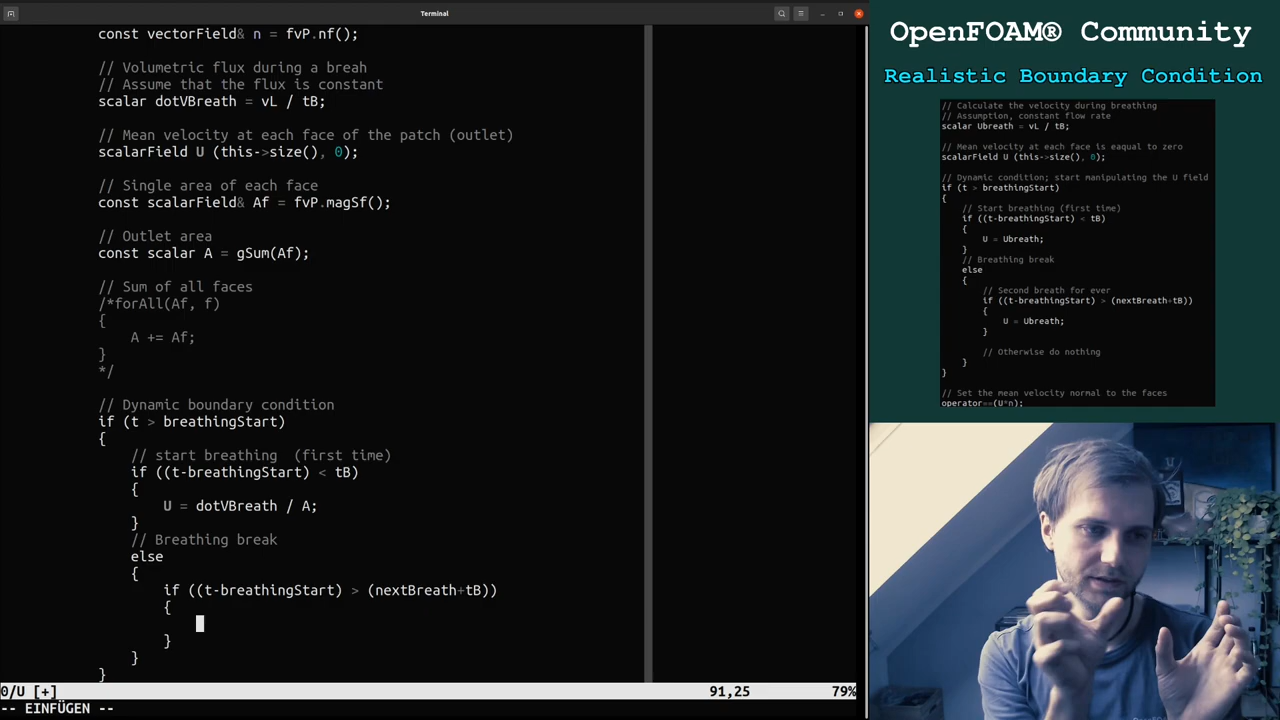 Terminal
const vectorField& n = fvP.nf();
// Volumetric flux during a breah
// Assume that the flux is constant
scalar dotVBreath = vL / tB;
// Mean velocity at each face of the patch (outlet)
scalarField U (this->size(), 0);
// Single area of each face
const scalarField& Af = fvP.magSf();
// Outlet area
const scalar A = gSum(Af);
// Sum of all faces
/*forAll(Af, f)
{
A += Af;
}
*/
// Dynamic boundary condition
if (t > breathingStart)
{
// start breathing  (first time)
if ((t-breathingStart) < tB)
{
U = dotVBreath / A;
}
// Breathing break
else
{
if ((t-breathingStart) > (nextBreath+tB))
{
}
}
}
0/U [+]
91,25
79%
-- EINFÜGEN --
OpenFOAM® Community
Realistic Boundary Condition
// Calculate the velocity during breathing
// Assumption, constant flow rate
scalar Ubreath = vL / tB;
// Mean velocity at each face is eaqual to zero
scalarField U (this->size(), 0);
// Dynamic condition; start manipulating the U field
if (t > breathingStart)
{
// Start breathing (first time)
if ((t-breathingStart) < tB)
{
U = Ubreath;
}
// Breathing break
else
{
// Second breath for ever
if ((t-breathingStart) > (nextBreath+tB))
{
U = Ubreath;
}
// Otherwise do nothing
}
}
// Set the mean velocity normal to the faces
operator==(U*n);